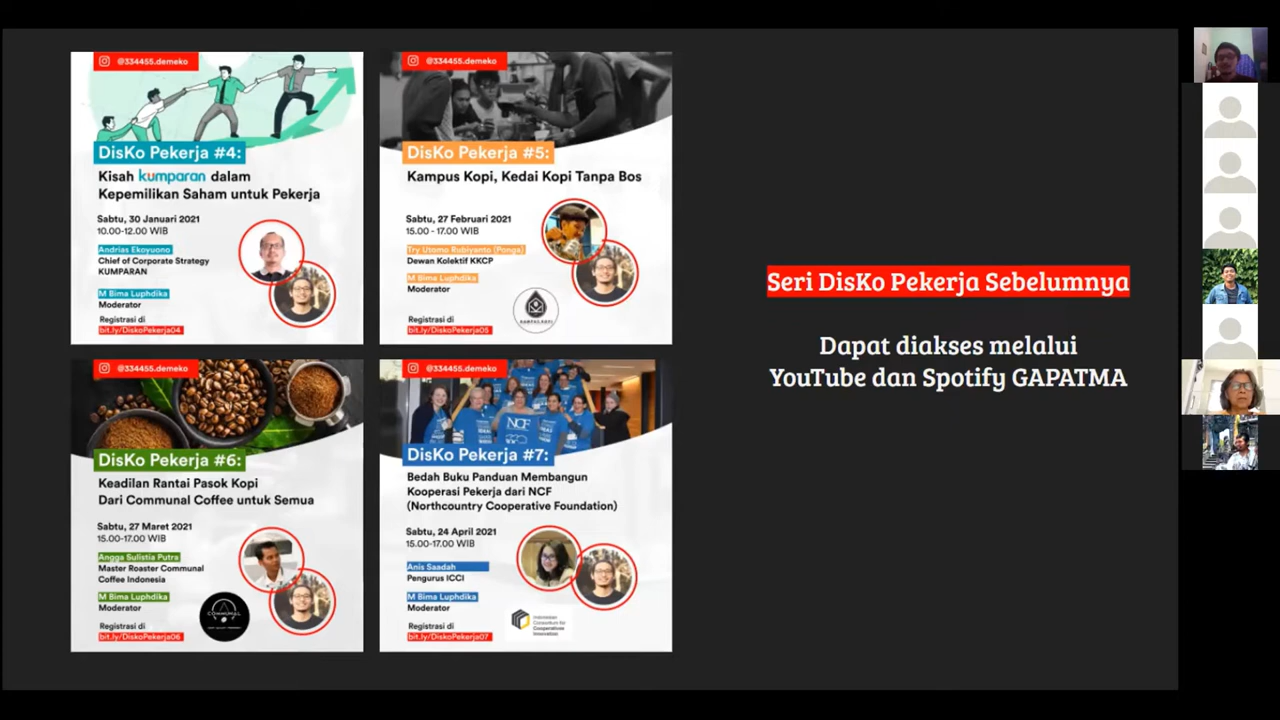 @334455.demeko
DisKo Pekerja #4:
Kisah kumparan dalam
Kepemilikan Saham untuk Pekerja
Sabtu, 30 Januari 2021
10.00-12.00 WIB
Andrias Ekoyuono
Chief of Corporate Strategy
KUMPARAN
M Bima Luphdika
Moderator
Registrasi di
bit.ly/DiskoPekerja04
@334455.demeko
DisKo Pekerja #5:
Kampus Kopi, Kedai Kopi Tanpa Bos
Sabtu, 27 Februari 2021
15.00 - 17.00 WIB
Try Utomo Rubiyanto (Ponga)
Dewan Kolektif KKCP
M Bima Luphdika
Moderator
Registrasi di
bit.ly/DiskoPekerja05
@334455.demeko
DisKo Pekerja #6:
Keadilan Rantai Pasok Kopi
Dari Communal Coffee untuk Semua
Sabtu, 27 Maret 2021
15.00-17.00 WIB
Angga Sulistia Putra
Master Roaster Communal
Coffee Indonesia
M Bima Luphdika
Moderator
COMMUNAL
Registrasi di
bit.ly/DiskoPekerja06
@334455.demeko
NCF
DisKo Pekerja #7:
Bedah Buku Panduan Membangun
Kooperasi Pekerja dari NCF
(Northcountry Cooperative Foundation)
Sabtu, 24 April 2021
15.00-17.00 WIB
Anis Saadah
Pengurus ICCI
M Bima Luphdika
Moderator
Indonesian
Consortium for
Cooperatives
Innovation
Registrasi di
bit.ly/DiskoPekerja07
Seri DisKo Pekerja Sebelumnya
Dapat diakses melalui
YouTube dan Spotify GAPATMA